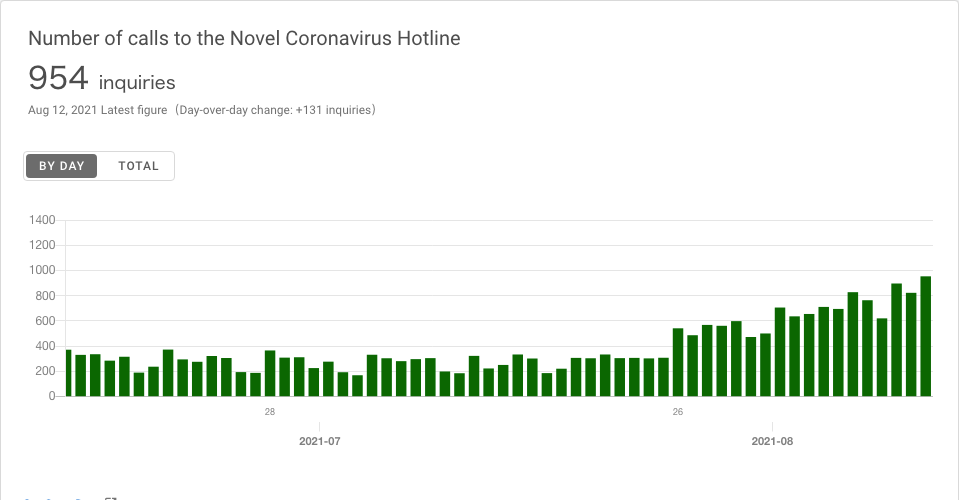 Number of calls to the Novel Coronavirus Hotline
954 inquiries
Aug 12, 2021 Latest figure（Day-over-day change: +131 inquiries）
BY DAY TOTAL
1400
1200
1000
800
600
400
200
0
28 26
2021-07 2021-08